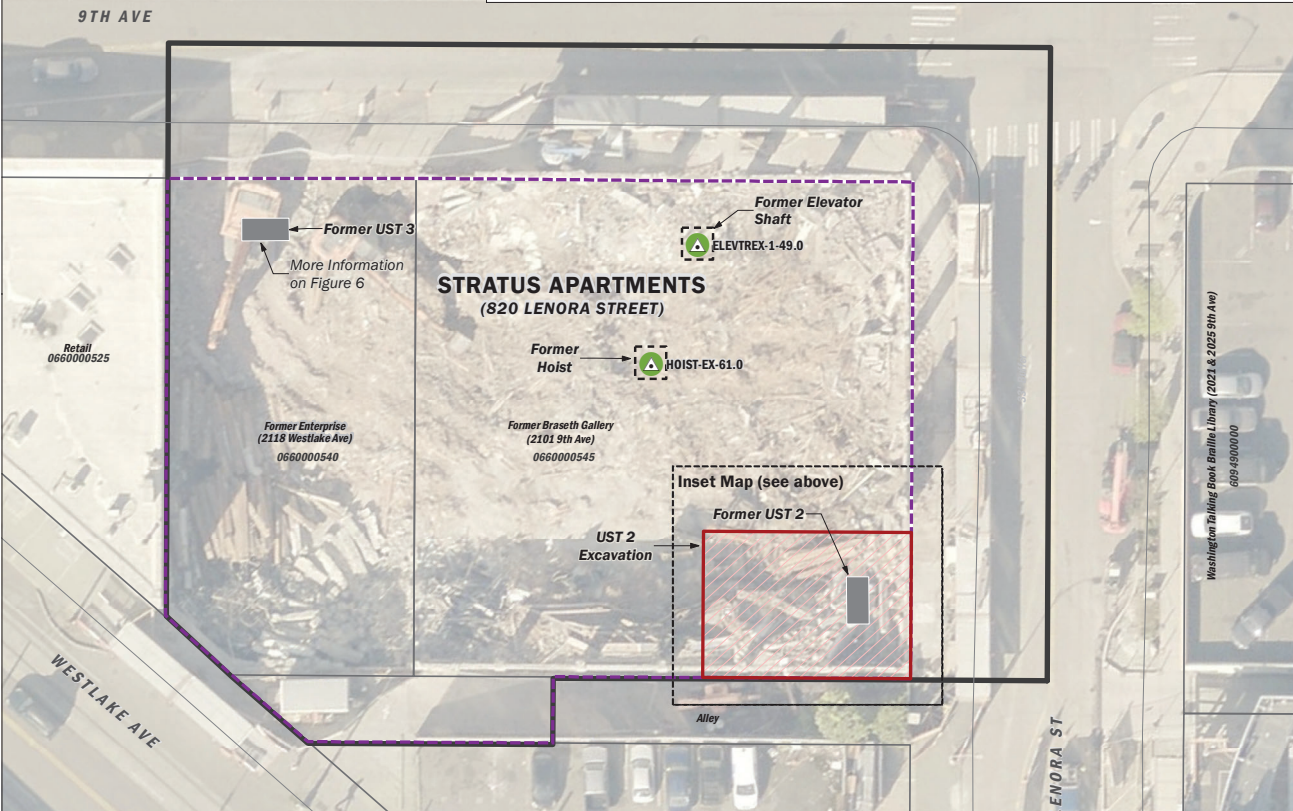 9TH AVE
Former Elevator
Shaft
ELEVTREX-1-49.0
Former UST 3
More Information
on Figure 6
STRATUS APARTMENTS
(820 LENORA STREET)
Former
Hoist
HOIST-EX-61.0
Retail
0660000525
Former Enterprise
(2118 Westlake Ave)
0660000540
Former Braseth Gallery
(2101 9th Ave)
0660000545
Inset Map (see above)
Former UST 2
UST 2
Excavation
Washington Talking Book Braille Library (2021 & 2025 9th Ave)
6094900000
WESTLAKE AVE
Alley
ENORA ST